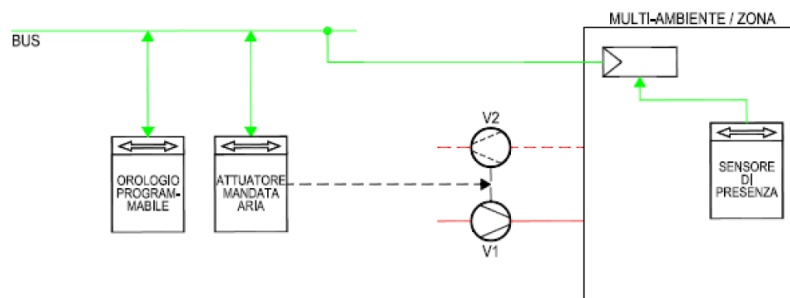 MULTI-AMBIENTE / ZONA
BUS
V2
OROLOGIO
PROGRAM-
MABILE
ATTUATORE
MANDATA
ARIA
SENSORE
DI
PRESENZA
V1